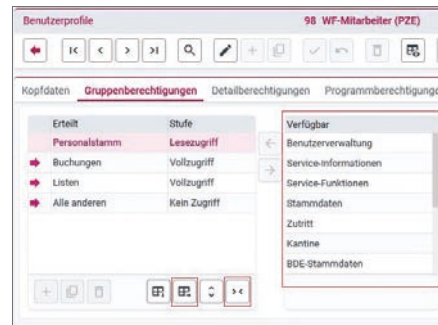 Benutzerprofile 98 WF-Mitarbeiter (PZE)
Kopfdaten Gruppenberechtigungen Detailberechtigungen Programmberechtigunge
Erteilt Stufe Verfügbar
Personalstamm Lesezugriff Benutzerverwaltung
Buchungen Vollzugriff Service-Informationen
Listen Vollzugriff Service-Funktionen
Alle anderen Kein Zugriff Stammdaten
Zutritt
Kantine
BDE-Stammdaten